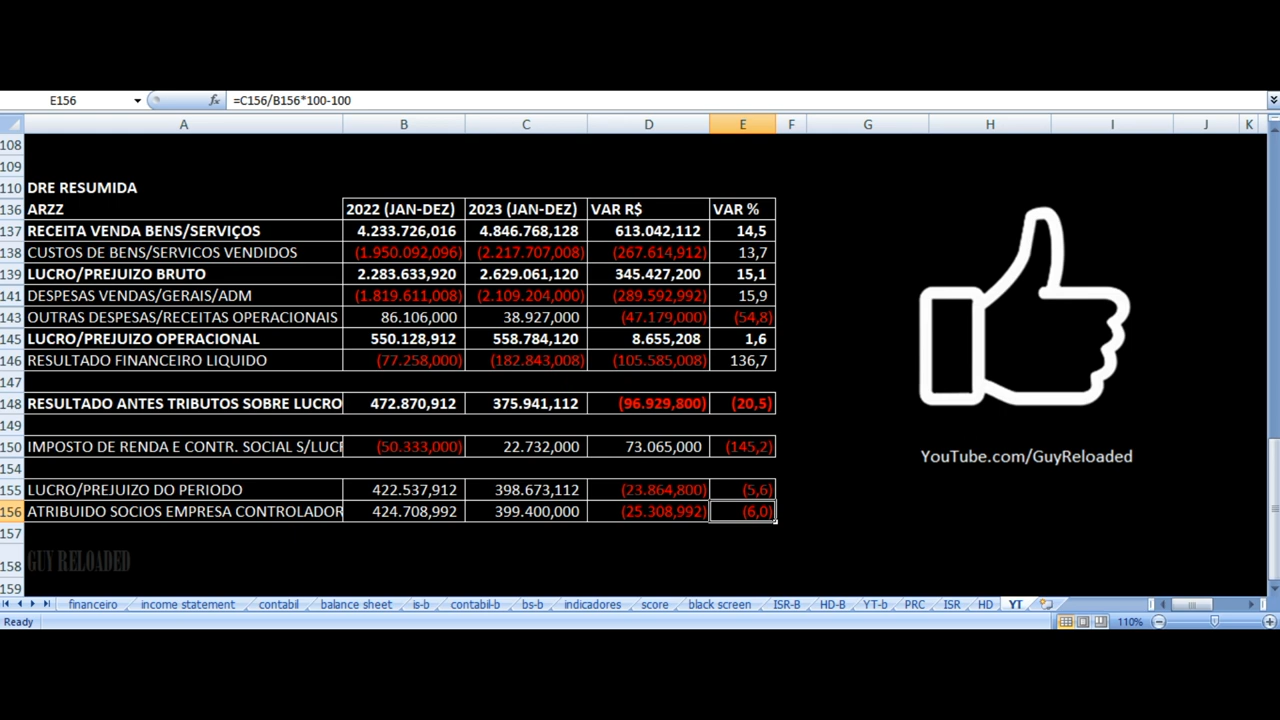 E156 fx =C156/B156*100-100
A B C D E F G H I J K
108
109
110 DRE RESUMIDA
136 ARZZ 2022 (JAN-DEZ) 2023 (JAN-DEZ) VAR R$ VAR %
137 RECEITA VENDA BENS/SERVIÇOS 4.233.726,016 4.846.768,128 613.042,112 14,5
138 CUSTOS DE BENS/SERVICOS VENDIDOS (1.950.092,096) (2.217.707,008) (267.614,912) 13,7
139 LUCRO/PREJUIZO BRUTO 2.283.633,920 2.629.061,120 345.427,200 15,1
141 DESPESAS VENDAS/GERAIS/ADM (1.819.611,008) (2.109.204,000) (289.592,992) 15,9
143 OUTRAS DESPESAS/RECEITAS OPERACIONAIS 86.106,000 38.927,000 (47.179,000) (54,8)
145 LUCRO/PREJUIZO OPERACIONAL 550.128,912 558.784,120 8.655,208 1,6
146 RESULTADO FINANCEIRO LIQUIDO (77.258,000) (182.843,008) (105.585,008) 136,7
147
148 RESULTADO ANTES TRIBUTOS SOBRE LUCRO 472.870,912 375.941,112 (96.929,800) (20,5)
149
150 IMPOSTO DE RENDA E CONTR. SOCIAL S/LUCR (50.333,000) 22.732,000 73.065,000 (145,2)
154
155 LUCRO/PREJUIZO DO PERIODO 422.537,912 398.673,112 (23.864,800) (5,6)
156 ATRIBUIDO SOCIOS EMPRESA CONTROLADOR 424.708,992 399.400,000 (25.308,992) (6,0)
157
158 GUY RELOADED
159
YouTube.com/GuyReloaded
financeiro income statement contabil balance sheet is-b contabil-b bs-b indicadores score black screen ISR-B HD-B YT-b PRC ISR HD YT
Ready 110%